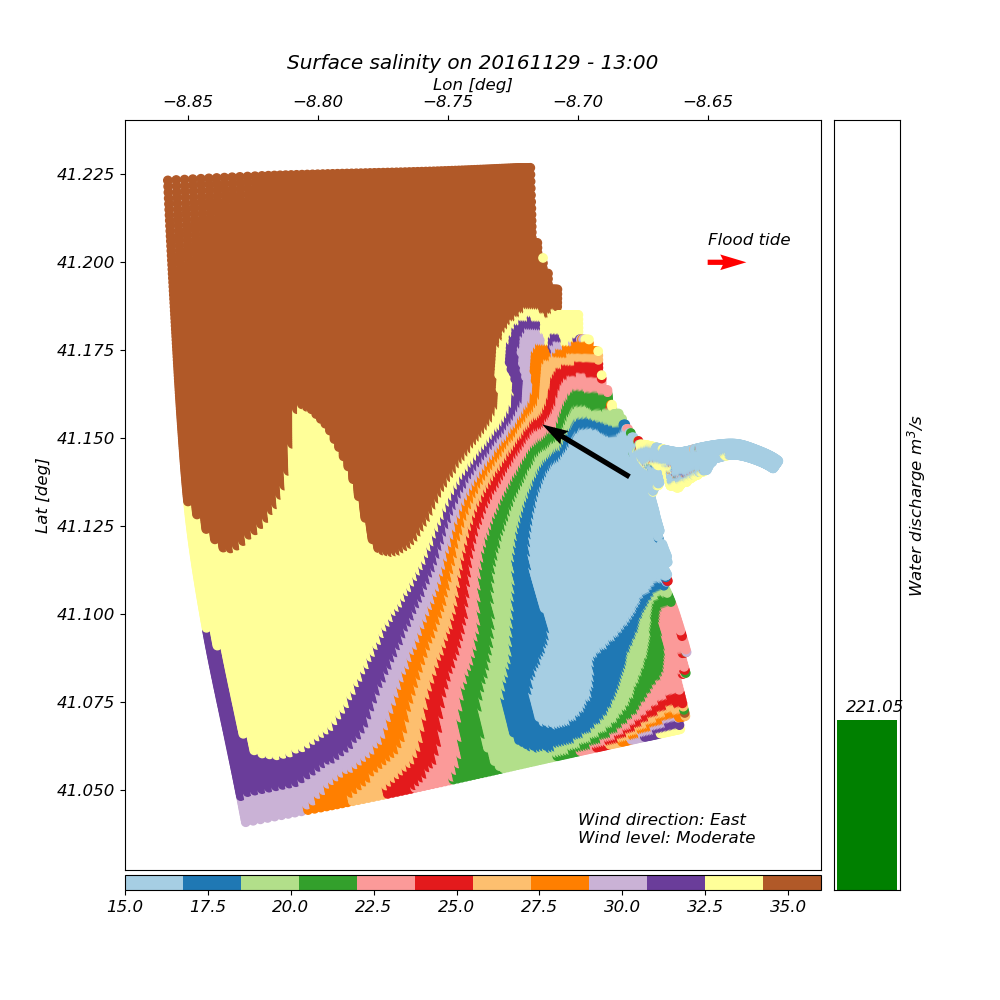 Surface salinity on 20161129 - 13:00
Lon [deg]
−8.85 −8.80 −8.75 −8.70 −8.65
41.225
41.200
41.175
41.150
41.125
41.100
41.075
41.050
Lat [deg]
Flood tide
Wind direction: East
Wind level: Moderate
15.0 17.5 20.0 22.5 25.0 27.5 30.0 32.5 35.0
221.05
Water discharge m³/s